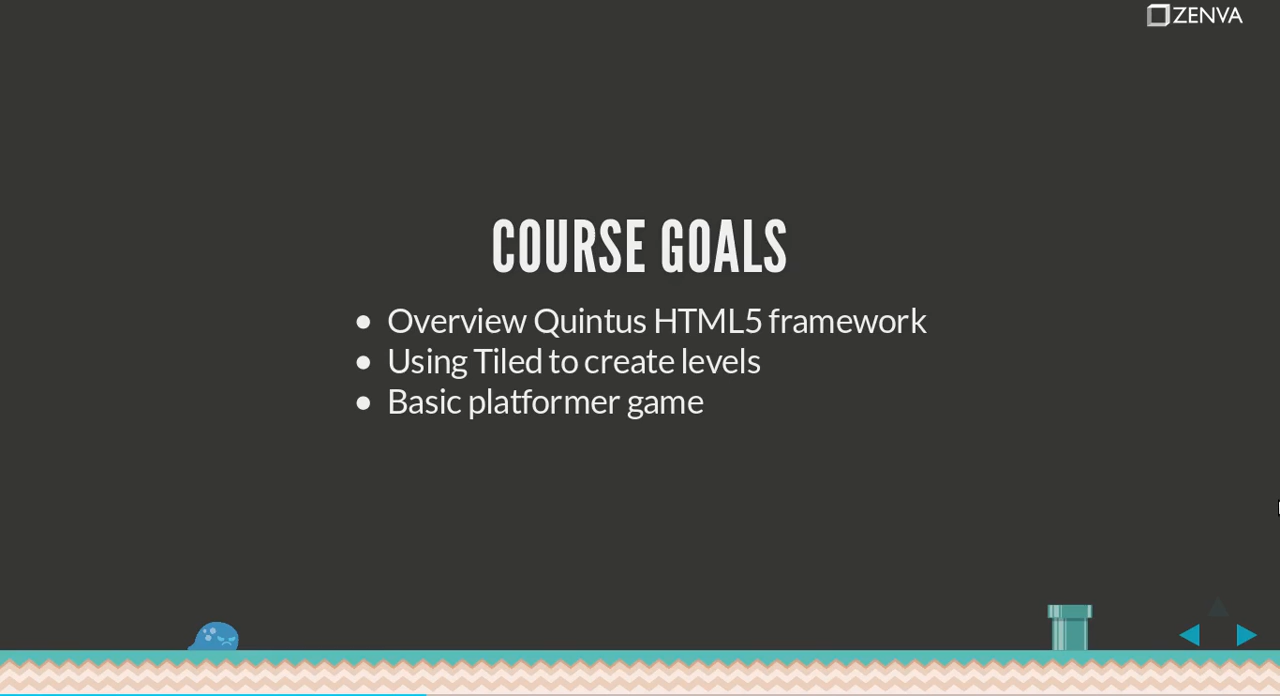 ZENVA
COURSE GOALS
• Overview Quintus HTML5 framework
• Using Tiled to create levels
• Basic platformer game